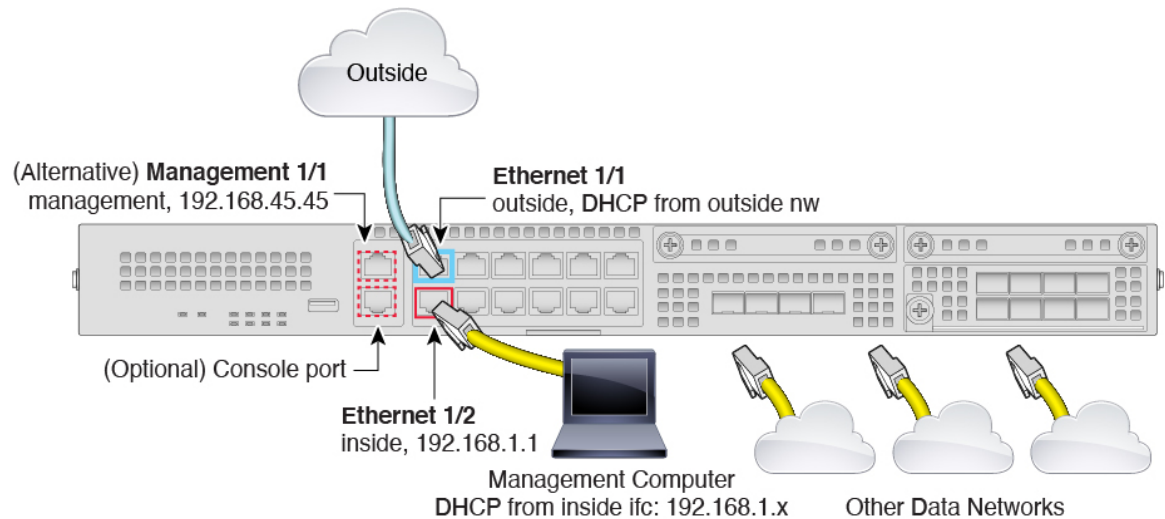 Outside
(Alternative) Management 1/1
management, 192.168.45.45
Ethernet 1/1
outside, DHCP from outside nw
(Optional) Console port
Ethernet 1/2
inside, 192.168.1.1
Management Computer
DHCP from inside ifc: 192.168.1.x
Other Data Networks